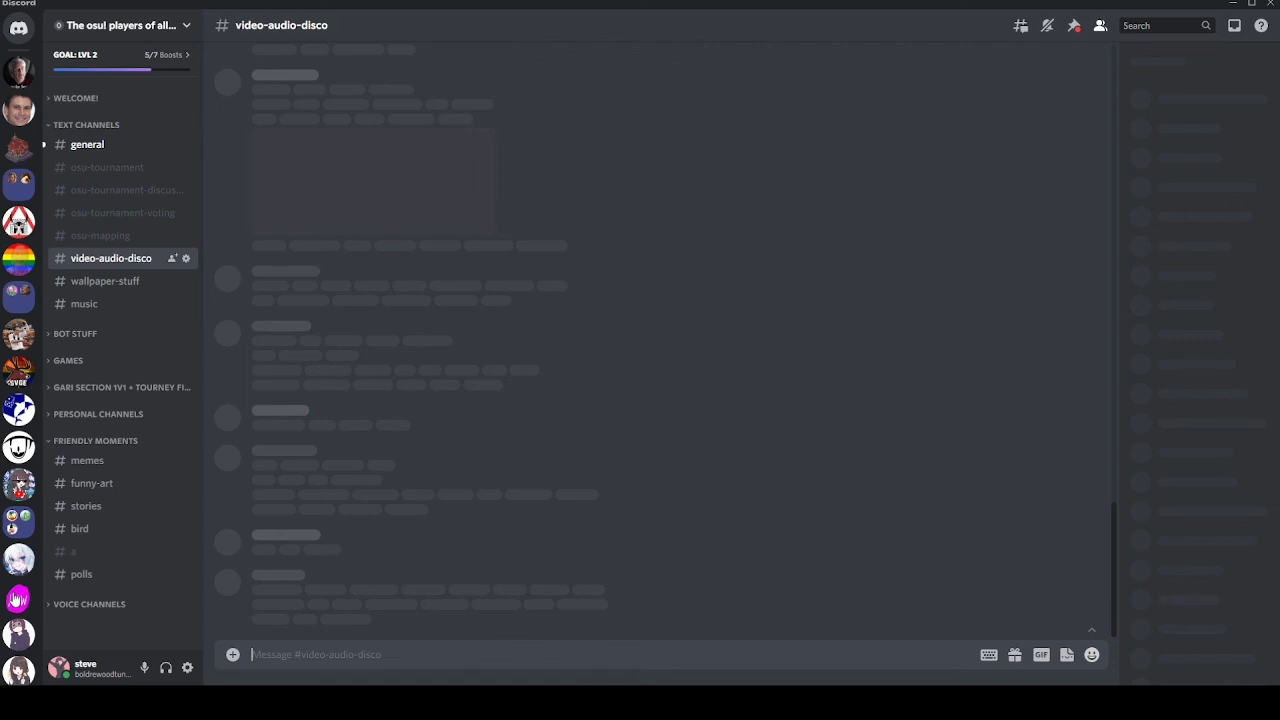 Discord
The osu! players of all...
GOAL: LVL 2
5/7 Boosts
WELCOME!
TEXT CHANNELS
general
osu-tournament
osu-tournament-discus...
osu-tournament-voting
osu-mapping
video-audio-disco
wallpaper-stuff
music
BOT STUFF
GAMES
GARI SECTION 1V1 + TOURNEY FI...
PERSONAL CHANNELS
FRIENDLY MOMENTS
memes
funny-art
stories
bird
a
polls
VOICE CHANNELS
steve
boldrewoodtun...
# video-audio-disco
Search
Message #video-audio-disco
GIF